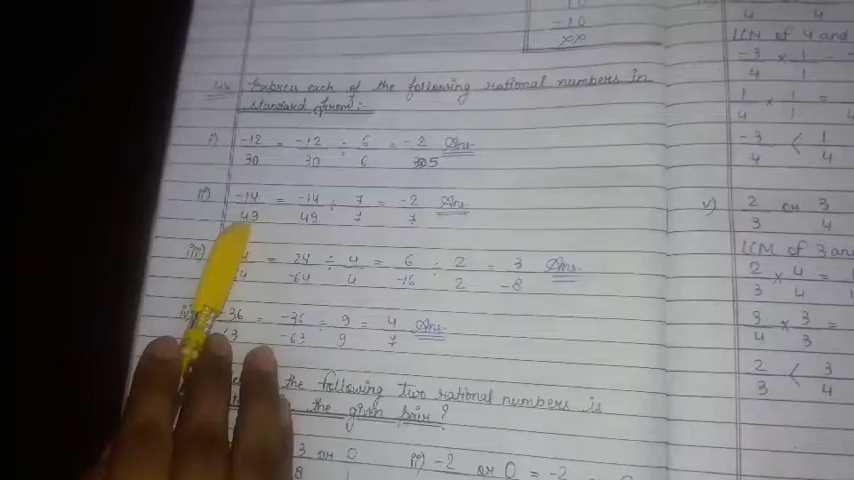 -10
xx
Express each of the following rational numbers in
standard from:-
i) -12/30 = -12/30 ÷ 6/6 = -2/5 Ans.
ii) -14/49 = -14/49 ÷ 7/7 = -2/7 Ans.
iii) = 24/-64 ÷ 4/4 = 6/-16 ÷ 2/2 = 3/-8 Ans.
iv) -36/63 = -36/-63 ÷ 9/9 = 4/7 Ans.
the following two rational numbers is
the given pair?
3 or 0
8
ii) -2 or 0 = -2
4 4
LCM of 4 and
-3/4 × 1/1 =
1/4 × 1/1 =
-3/4 < 1/4
v) 2/3 or 3/4
LCM of 3 and
2/3 × 4/4 =
3/4 × 3/3 =
2/3 < 3/4